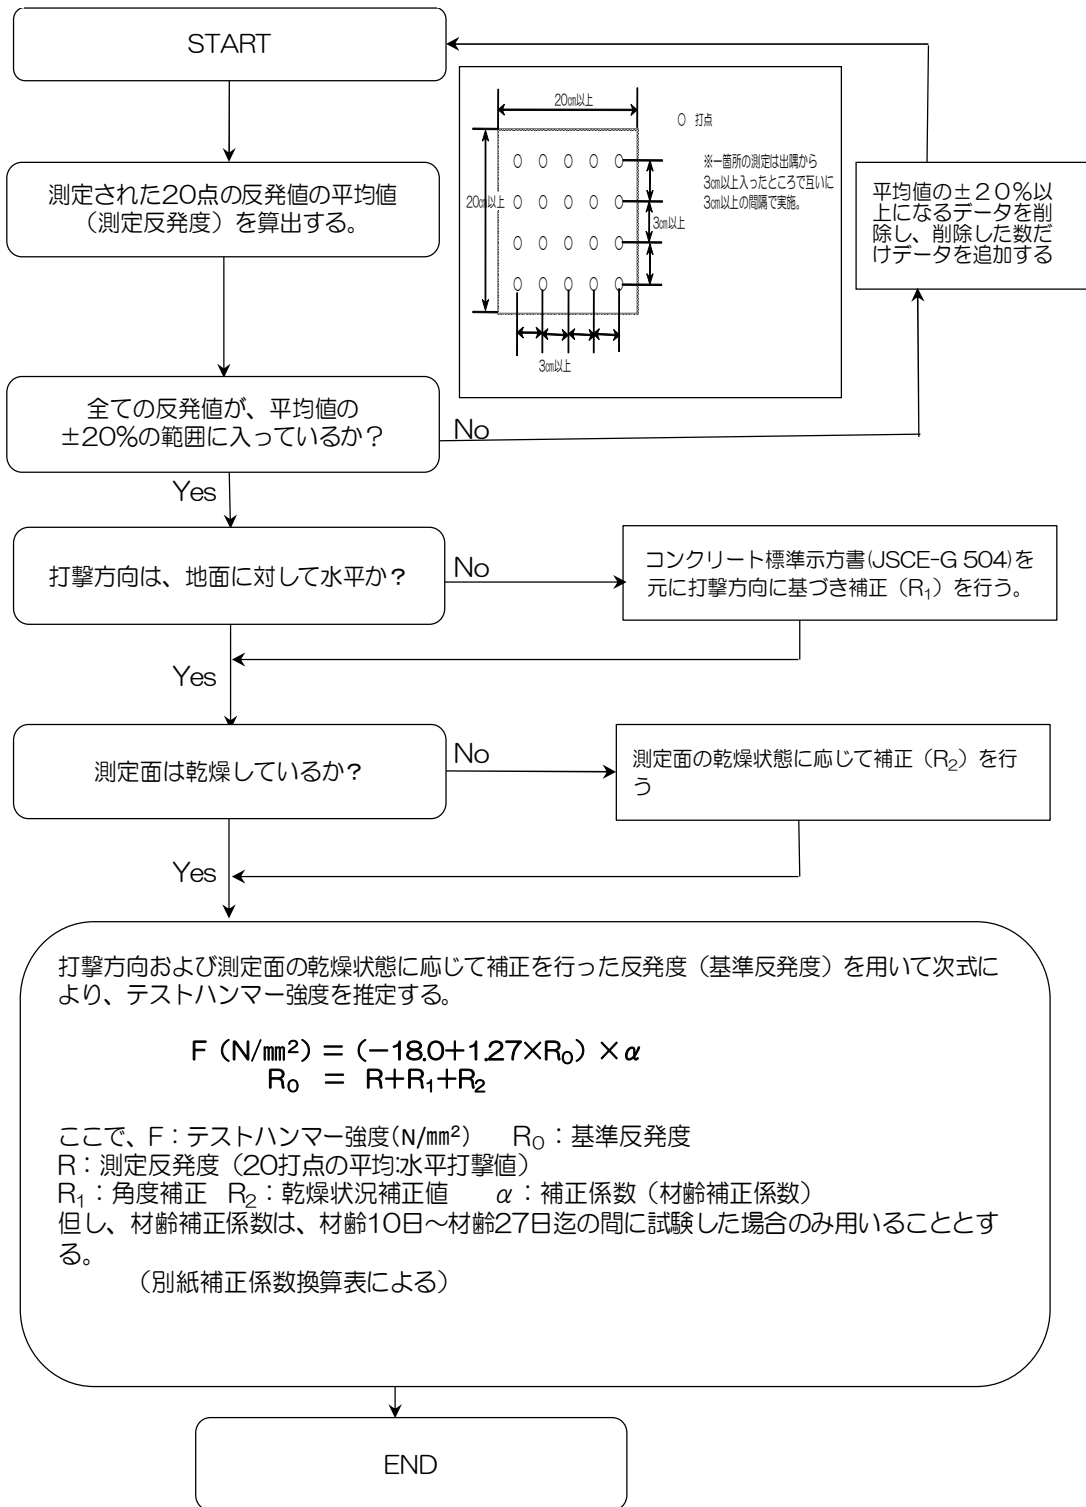 START
測定された20点の反発値の平均値
（測定反発度）を算出する。
20㎝以上
20㎝以上
3㎝以上
3㎝以上
○ 打点
※一箇所の測定は出隅から
3㎝以上入ったところで互いに
3㎝以上の間隔で実施。
平均値の±２０％以
上になるデータを削
除し、削除した数だ
けデータを追加する
全ての反発値が、平均値の
±20％の範囲に入っているか？
No
Yes
打撃方向は、地面に対して水平か？
No
コンクリート標準示方書(JSCE-G 504)を
元に打撃方向に基づき補正（R₁）を行う。
Yes
測定面は乾燥しているか？
No
測定面の乾燥状態に応じて補正（R₂）を行
う
Yes
打撃方向および測定面の乾燥状態に応じて補正を行った反発度（基準反発度）を用いて次式に
より、テストハンマー強度を推定する。
F（N/㎜²）＝（−18.0+1.27×R₀）×α
R₀ ＝ R+R₁+R₂
ここで、F：テストハンマー強度(N/㎜²) R₀：基準反発度
R：測定反発度（20打点の平均:水平打撃値）
R₁：角度補正 R₂：乾燥状況補正値 α：補正係数（材齢補正係数）
但し、材齢補正係数は、材齢10日～材齢27日迄の間に試験した場合のみ用いることとす
る。
（別紙補正係数換算表による）
END